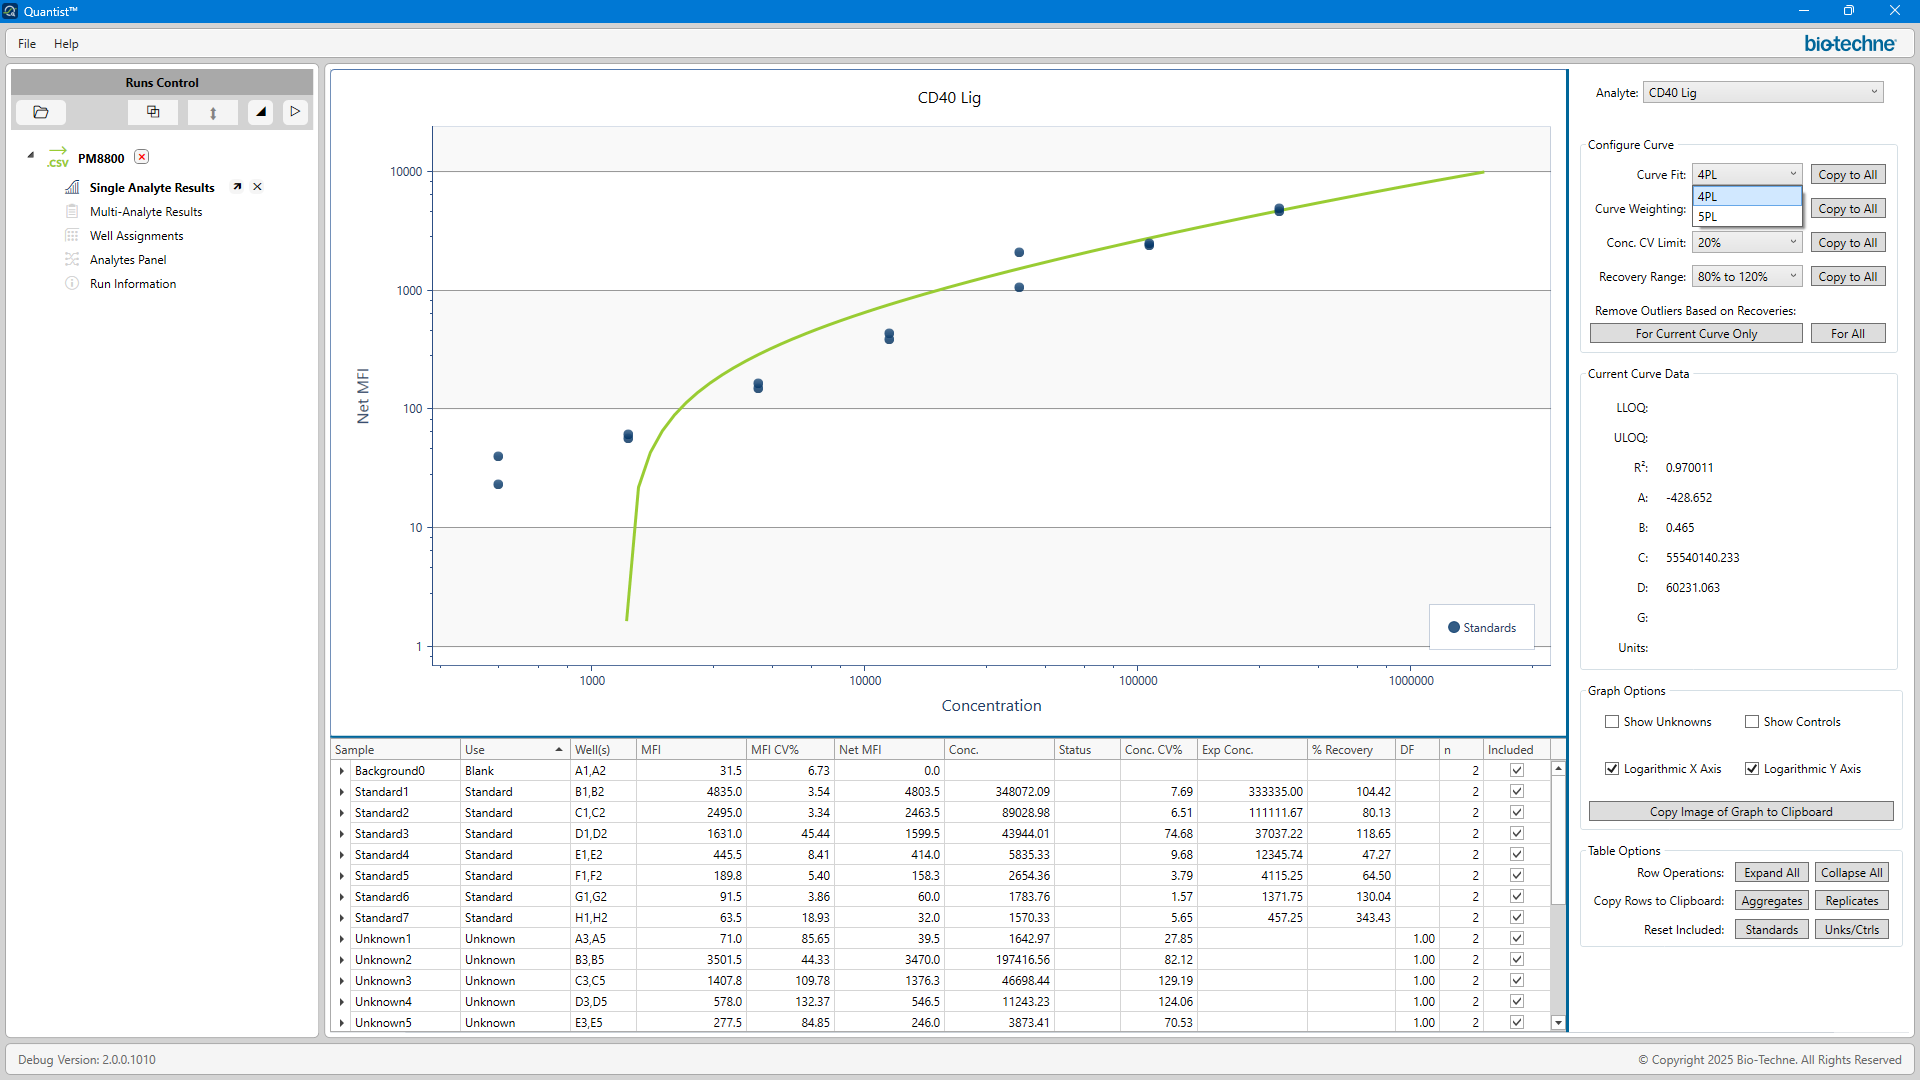 Quantist™
File Help
bio-techne
Runs Control
.CSV PM8800
Single Analyte Results
Multi-Analyte Results
Well Assignments
Analytes Panel
Run Information
CD40 Lig
Net MFI
10000
1000
100
10
1
1000 10000 100000 1000000
Concentration
Standards
Sample Use Well(s) MFI MFI CV% Net MFI Conc. Status Conc. CV% Exp Conc. % Recovery DF n Included
Background0 Blank A1,A2 31.5 6.73 0.0 2
Standard1 Standard B1,B2 4835.0 3.54 4803.5 348072.09 7.69 333335.00 104.42 2
Standard2 Standard C1,C2 2495.0 3.34 2463.5 89028.98 6.51 111111.67 80.13 2
Standard3 Standard D1,D2 1631.0 45.44 1599.5 43944.01 74.68 37037.22 118.65 2
Standard4 Standard E1,E2 445.5 8.41 414.0 5835.33 9.68 12345.74 47.27 2
Standard5 Standard F1,F2 189.8 5.40 158.3 2654.36 3.79 4115.25 64.50 2
Standard6 Standard G1,G2 91.5 3.86 60.0 1783.76 1.57 1371.75 130.04 2
Standard7 Standard H1,H2 63.5 18.93 32.0 1570.33 5.65 457.25 343.43 2
Unknown1 Unknown A3,A5 71.0 85.65 39.5 1642.97 27.85 1.00 2
Unknown2 Unknown B3,B5 3501.5 44.33 3470.0 197416.56 82.12 1.00 2
Unknown3 Unknown C3,C5 1407.8 109.78 1376.3 46698.44 129.19 1.00 2
Unknown4 Unknown D3,D5 578.0 132.37 546.5 11243.23 124.06 1.00 2
Unknown5 Unknown E3,E5 277.5 84.85 246.0 3873.41 70.53 1.00 2
Analyte: CD40 Lig
Configure Curve
Curve Fit: 4PL Copy to All
4PL
5PL
Curve Weighting: Copy to All
Conc. CV Limit: 20% Copy to All
Recovery Range: 80% to 120% Copy to All
Remove Outliers Based on Recoveries:
For Current Curve Only For All
Current Curve Data
LLOQ:
ULOQ:
R²: 0.970011
A: -428.652
B: 0.465
C: 55540140.233
D: 60231.063
G:
Units:
Graph Options
Show Unknowns Show Controls
Logarithmic X Axis Logarithmic Y Axis
Copy Image of Graph to Clipboard
Table Options
Row Operations: Expand All Collapse All
Copy Rows to Clipboard: Aggregates Replicates
Reset Included: Standards Unks/Ctrls
Debug Version: 2.0.0.1010
© Copyright 2025 Bio-Techne. All Rights Reserved